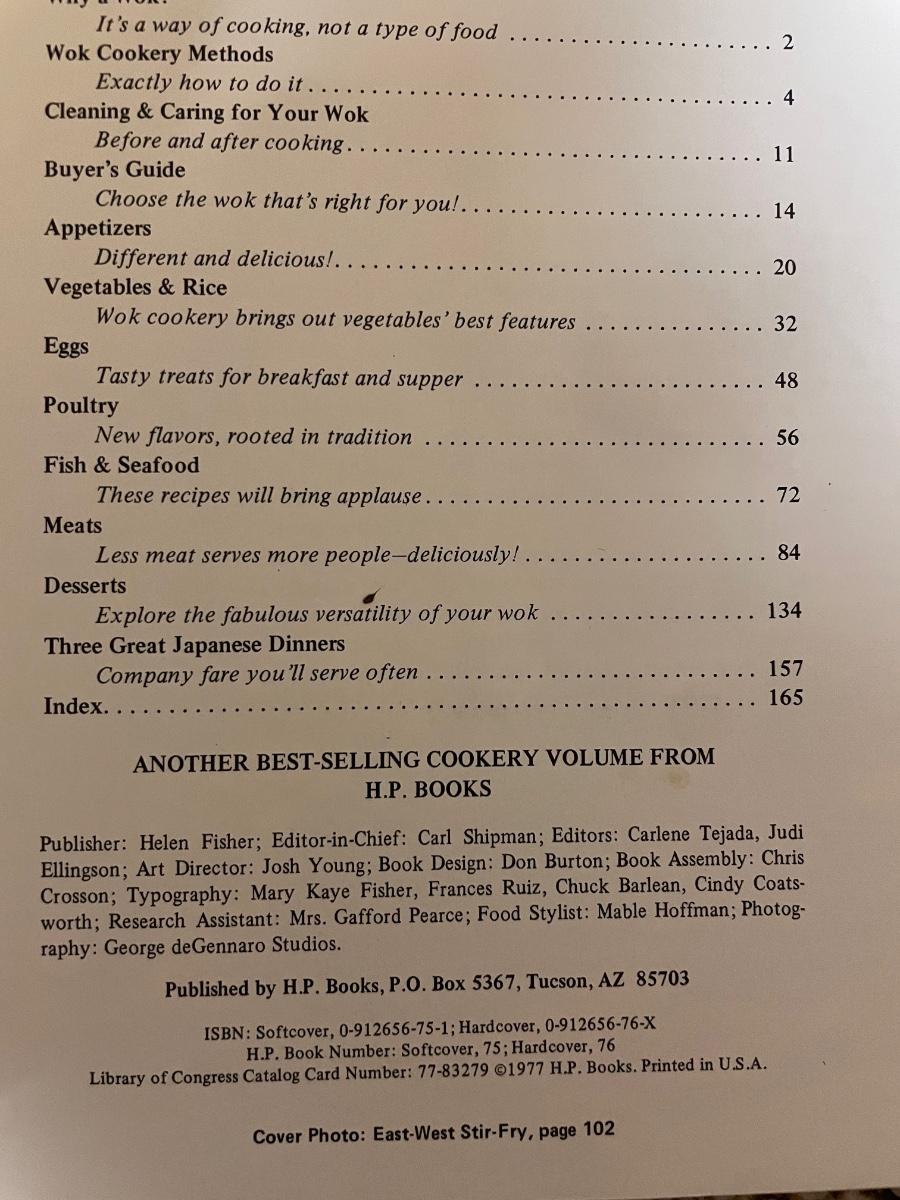 Why a Wok?
It's a way of cooking, not a type of food ........................ 2
Wok Cookery Methods
Exactly how to do it ........................................ 4
Cleaning & Caring for Your Wok
Before and after cooking .................................... 11
Buyer's Guide
Choose the wok that's right for you! .......................... 14
Appetizers
Different and delicious! ..................................... 20
Vegetables & Rice
Wok cookery brings out vegetables' best features ............... 32
Eggs
Tasty treats for breakfast and supper ......................... 48
Poultry
New flavors, rooted in tradition ............................. 56
Fish & Seafood
These recipes will bring applause ............................. 72
Meats
Less meat serves more people—deliciously! ..................... 84
Desserts
Explore the fabulous versatility of your wok .................. 134
Three Great Japanese Dinners
Company fare you'll serve often ............................. 157
Index. .................................................. 165
ANOTHER BEST-SELLING COOKERY VOLUME FROM
H.P. BOOKS
Publisher: Helen Fisher; Editor-in-Chief: Carl Shipman; Editors: Carlene Tejada, Judi
Ellingson; Art Director: Josh Young; Book Design: Don Burton; Book Assembly: Chris
Crosson; Typography: Mary Kaye Fisher, Frances Ruiz, Chuck Barlean, Cindy Coats-
worth; Research Assistant: Mrs. Gafford Pearce; Food Stylist: Mable Hoffman; Photog-
raphy: George deGennaro Studios.
Published by H.P. Books, P.O. Box 5367, Tucson, AZ 85703
ISBN: Softcover, 0-912656-75-1; Hardcover, 0-912656-76-X
H.P. Book Number: Softcover, 75; Hardcover, 76
Library of Congress Catalog Card Number: 77-83279 ©1977 H.P. Books. Printed in U.S.A.
Cover Photo: East-West Stir-Fry, page 102